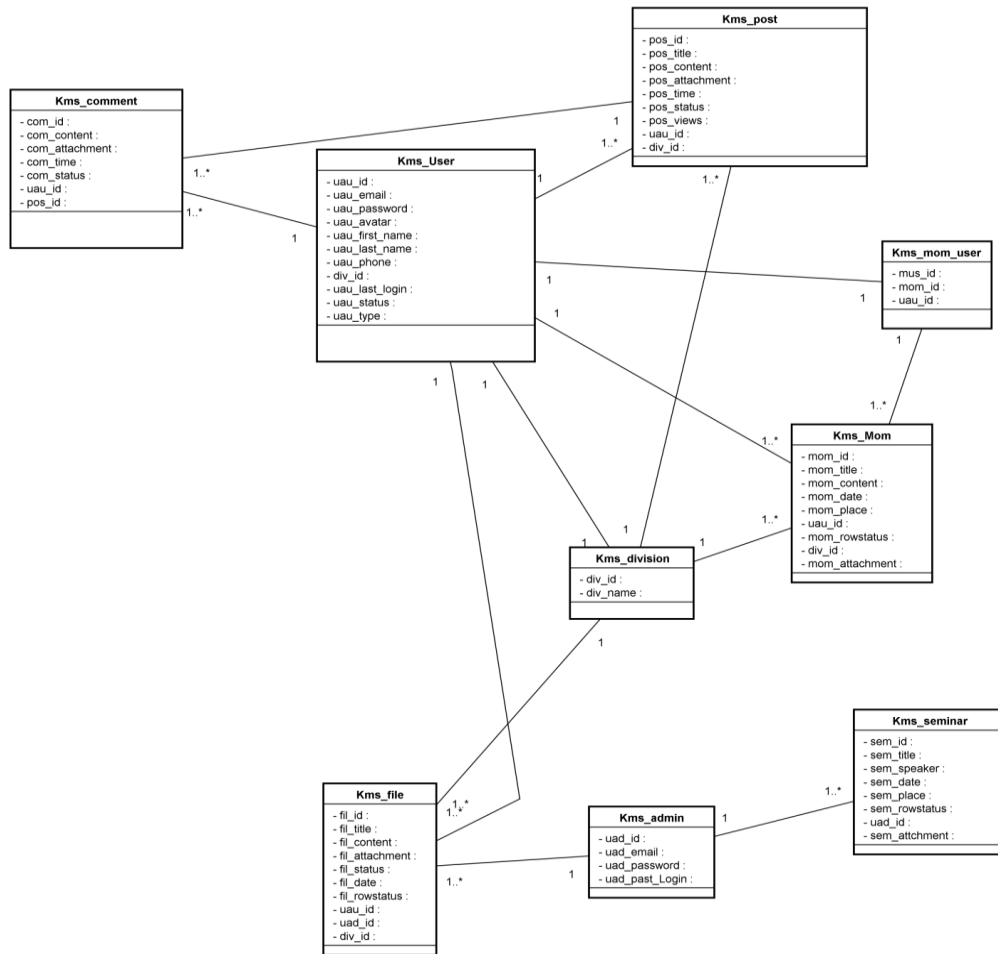 Kms_post
- pos_id :
- pos_title :
- pos_content :
- pos_attachment :
- pos_time :
- pos_status :
- pos_views :
- uau_id :
- div_id :
Kms_comment
- com_id :
- com_content :
- com_attachment :
- com_time :
- com_status :
- uau_id :
- pos_id :
1
1..*
1..*
1
1..*
1
1..*
Kms_User
- uau_id :
- uau_email :
- uau_password :
- uau_avatar :
- uau_first_name :
- uau_last_name :
- uau_phone :
- div_id :
- uau_last_login :
- uau_status :
- uau_type :
Kms_mom_user
- mus_id :
- mom_id :
- uau_id :
1
1
1
1
1
1
1..*
1..*
Kms_Mom
- mom_id :
- mom_title :
- mom_content :
- mom_date :
- mom_place :
- uau_id :
- mom_rowstatus :
- div_id :
- mom_attachment :
1
1
1
1..*
Kms_division
- div_id :
- div_name :
1
Kms_seminar
- sem_id :
- sem_title :
- sem_speaker :
- sem_date :
- sem_place :
- sem_rowstatus :
- uad_id :
- sem_attchment :
Kms_file
- fil_id :
- fil_title :
- fil_content :
- fil_attachment :
- fil_status :
- fil_date :
- fil_rowstatus :
- uau_id :
- uad_id :
- div_id :
1..*
1..*
1..*
1
Kms_admin
- uad_id :
- uad_email :
- uad_password :
- uad_past_Login :
1
1..*